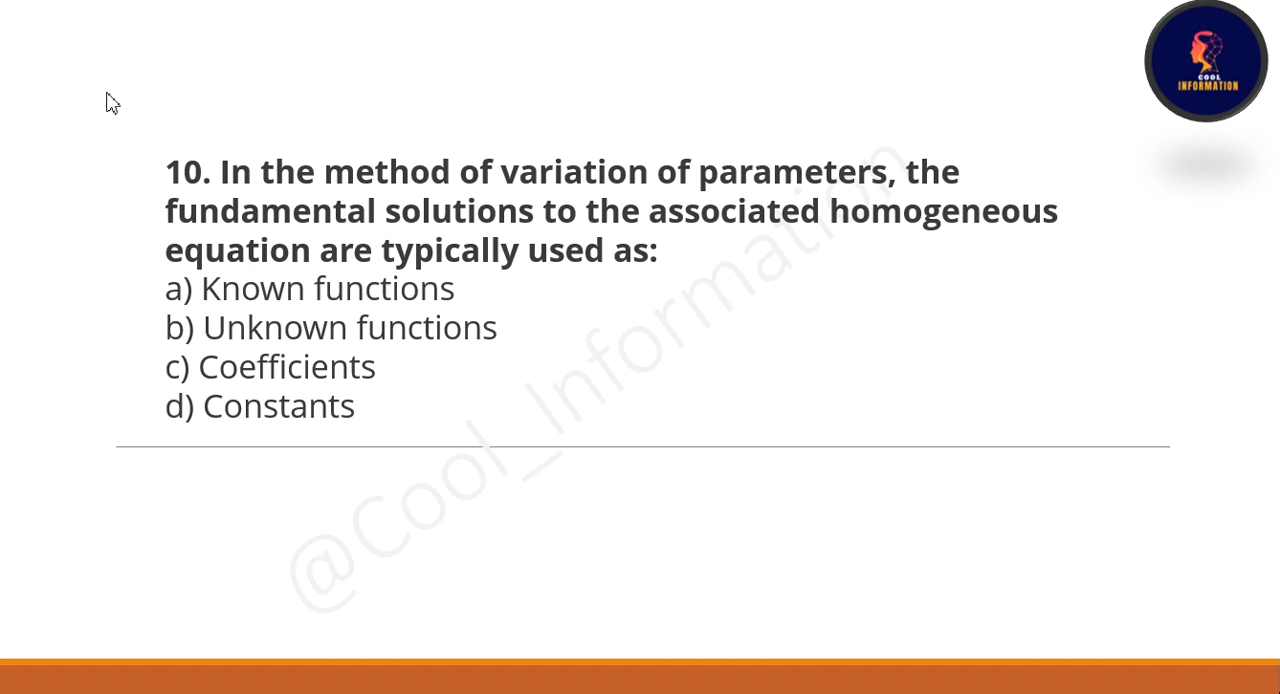 COOL
INFORMATION
10. In the method of variation of parameters, the
fundamental solutions to the associated homogeneous
equation are typically used as:
a) Known functions
b) Unknown functions
c) Coefficients
d) Constants
@Cool_Information